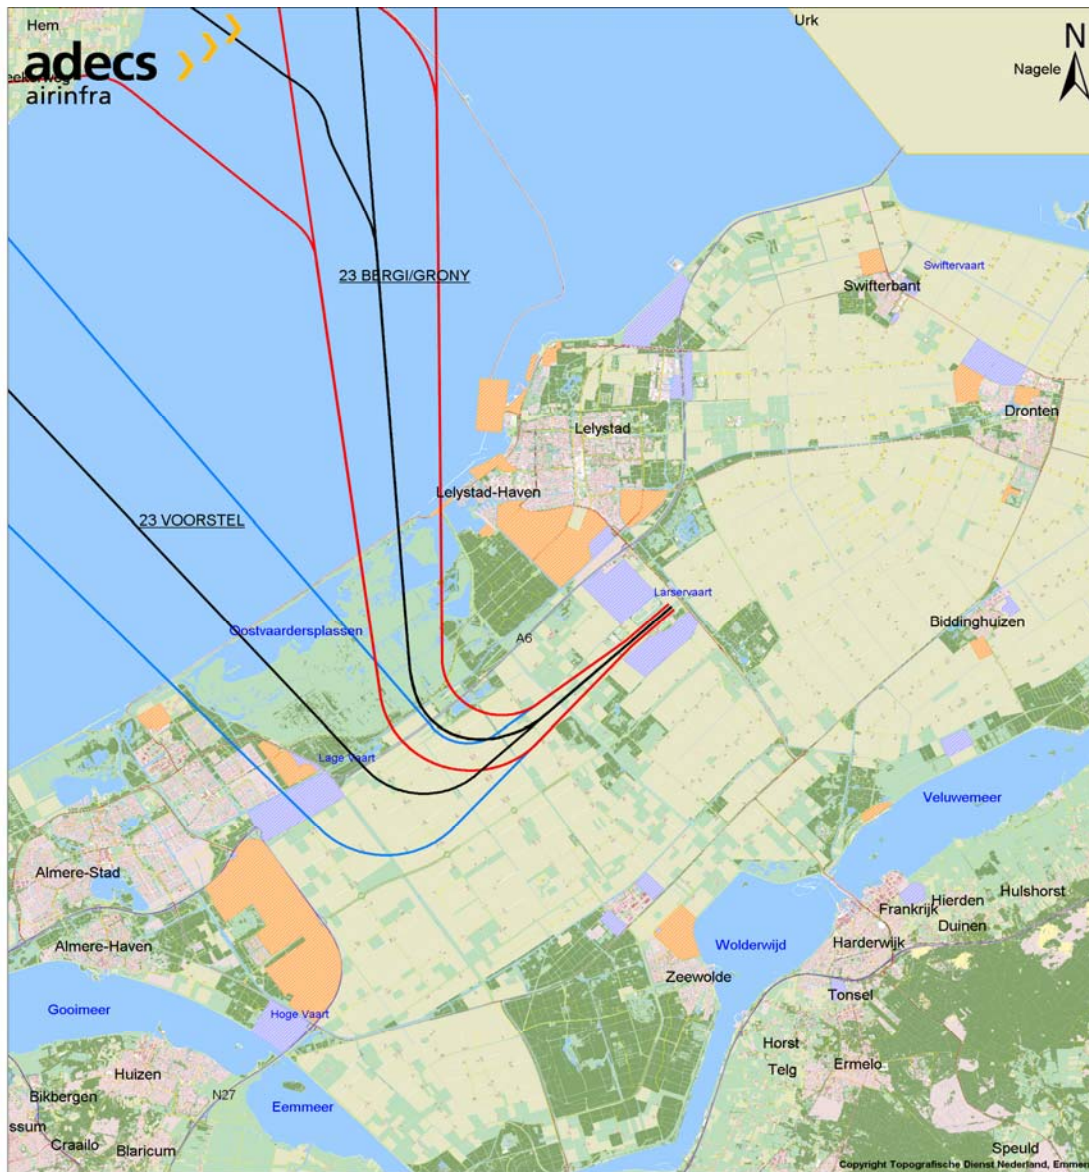 Hem
Urk
adecs
airinfra
N
Nagele
23 BERGI/GRONY
Swiftervaart
Swifterbant
Dronten
Lelystad
Lelystad-Haven
23 VOORSTEL
Larservaart
Biddinghuizen
Oostvaardersplassen
A6
Lage Vaart
Veluwemeer
Almere-Stad
Hulshorst
Hierden
Frankrijk
Duinen
Almere-Haven
Wolderwijd
Harderwijk
Zeewolde
Tonsel
Gooimeer
Hoge Vaart
Horst
Ermelo
Telg
Huizen
N27
Bikbergen
Eemmeer
ssum
Craailo
Blaricum
Speuld
Copyright Topografische Dienst Nederland, Emmen